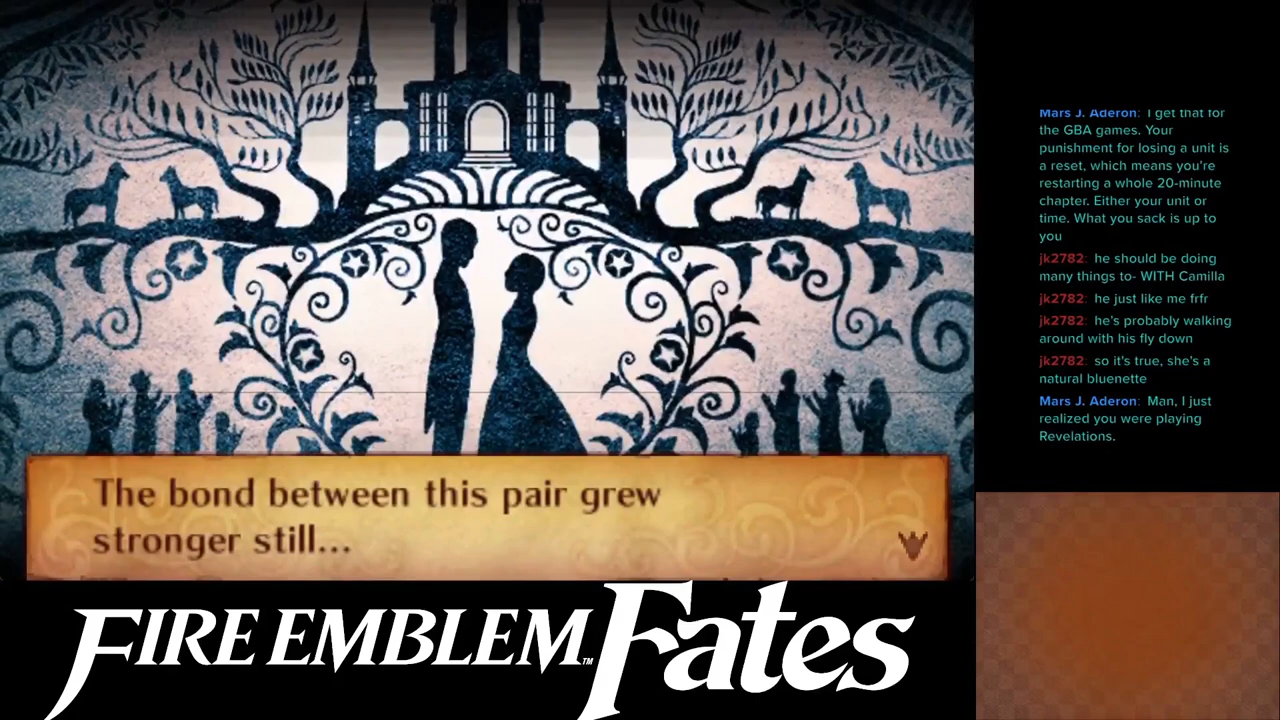 The bond between this pair grew
stronger still...
FIRE EMBLEM Fates
TM
Mars J. Aderon: I get that for
the GBA games. Your
punishment for losing a unit is
a reset, which means you're
restarting a whole 20-minute
chapter. Either your unit or
time. What you sack is up to
you
jk2782: he should be doing
many things to- WITH Camilla
jk2782: he just like me frfr
jk2782: he's probably walking
around with his fly down
jk2782: so it's true, she's a
natural bluenette
Mars J. Aderon: Man, I just
realized you were playing
Revelations.